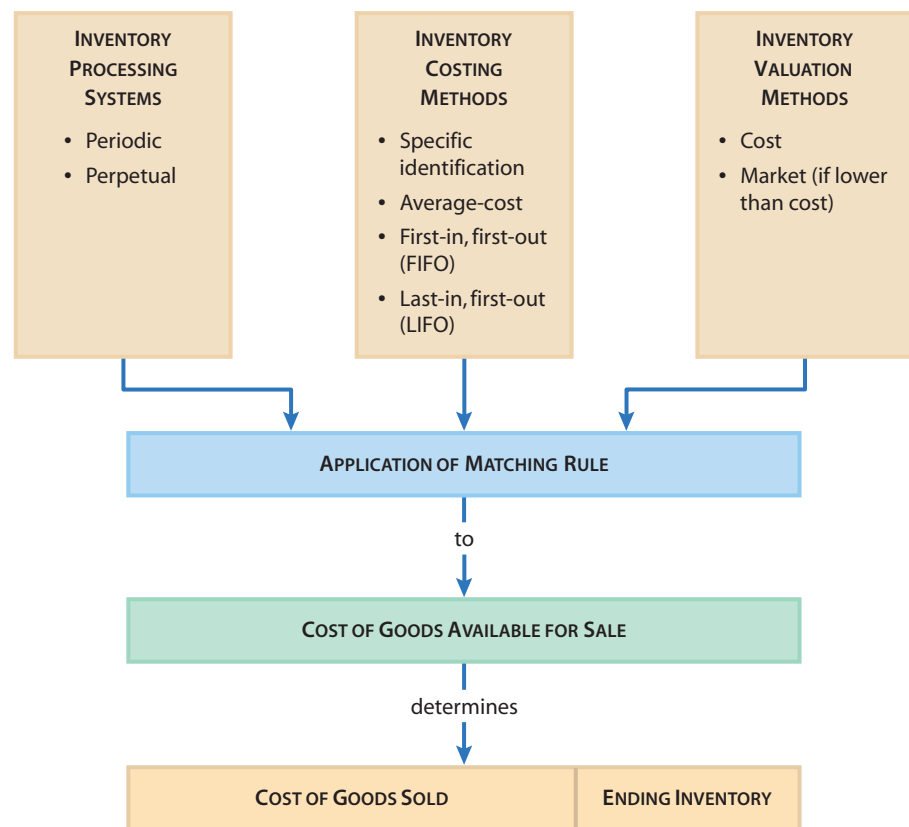 INVENTORY
PROCESSING
SYSTEMS
• Periodic
• Perpetual
INVENTORY
COSTING
METHODS
• Specific
identification
• Average-cost
• First-in, first-out
(FIFO)
• Last-in, first-out
(LIFO)
INVENTORY
VALUATION
METHODS
• Cost
• Market (if lower
than cost)
APPLICATION OF MATCHING RULE
to
COST OF GOODS AVAILABLE FOR SALE
determines
COST OF GOODS SOLD
ENDING INVENTORY